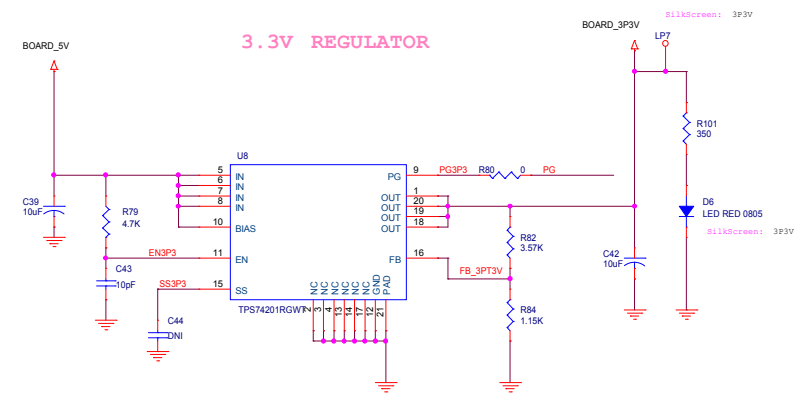 SilkScreen: 3P3V
BOARD_3P3V
LP7
3.3V REGULATOR
BOARD_5V
R101
350
U8
5
IN
6
IN
7
IN
8
IN
10
BIAS
11
EN
15
SS
9
PG
1
OUT
20
OUT
19
OUT
18
OUT
16
FB
PG3P3
R80
0
PG
C39
10uF
R79
4.7K
D6
LED RED 0805
SilkScreen: 3P3V
R82
3.57K
EN3P3
C42
10uF
FB_3PT3V
C43
10pF
SS3P3
NC
NC
NC
NC
NC
NC
GND
PAD
TPS74201RGWT
2
3
4
13
14
17
12
21
R84
1.15K
C44
DNI